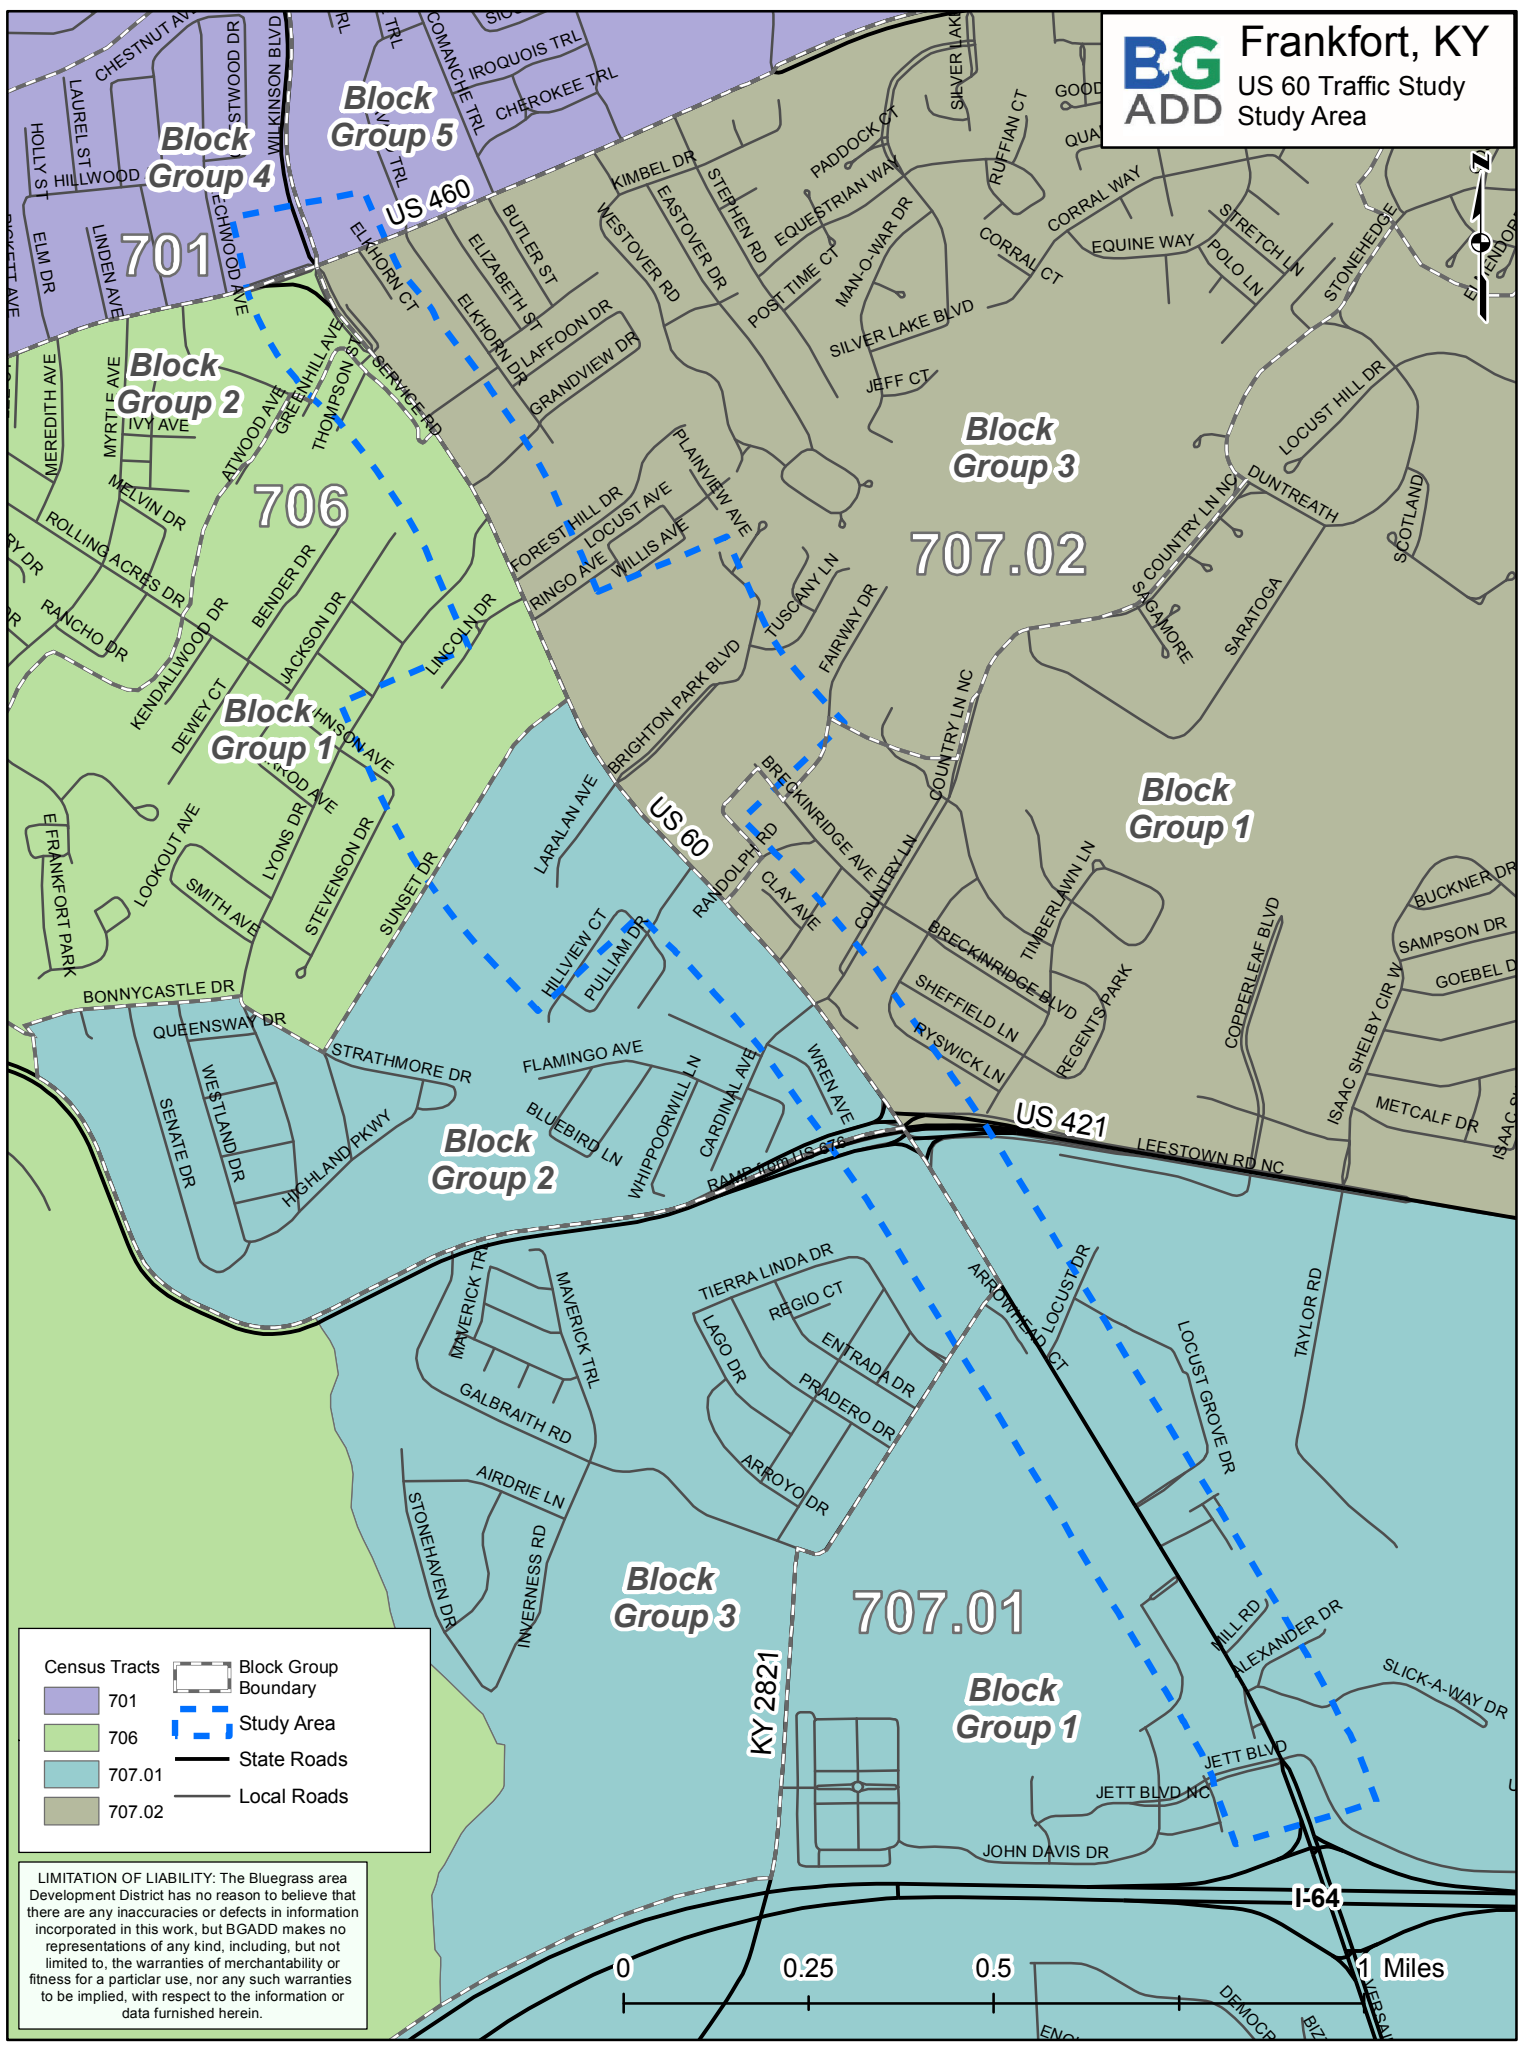 BG
ADD
Frankfort, KY
US 60 Traffic Study
Study Area
N
CHESTNUT AV
WILKINSON BLVD
COMANCHE TRL
IROQUOIS TRL
CHEROKEE TRL
SILVER LAK
GOOD
LAUREL ST
HOLLY ST
HILLWOOD
Block
Group 4
Block
Group 5
701
ELM DR
LINDEN AVE
US 460
ELKHORN CT
ELIZABETH ST
BUTLER ST
ELKHORN DR
LAFFOON DR
GRANDVIEW DR
KIMBEL DR
WESTOVER RD
EASTOVER DR
STEPHEN RD
PADDOCK CT
EQUESTRIAN WAY
RUFFIAN CT
CORRAL WAY
CORRAL CT
EQUINE WAY
STRETCH LN
POLO LN
STONEHEDGE
POST TIME CT
MAN-O-WAR DR
SILVER LAKE BLVD
JEFF CT
Block
Group 2
MEREDITH AVE
MYRTLE AVE
IVY AVE
ATWOOD AVE
GREENHILL AVE
THOMPSON ST
SERVICE RD
706
MELVIN DR
ROLLING ACRES DR
RANCHO DR
KENDALLWOOD DR
BENDER DR
JACKSON DR
DEWEY CT
LINCOLN DR
FOREST HILL DR
LOCUST AVE
RINGO AVE
WILLIS AVE
PLAINVIEW AVE
TUSCANY LN
FAIRWAY DR
Block
Group 3
707.02
LOCUST HILL DR
DUNTREATH
SCOTLAND
COUNTRY LN NC
SAGAMORE
SARATOGA
Block
Group 1
HNSON AVE
LYONS DR
STEVENSON DR
SUNSET DR
LOOKOUT AVE
SMITH AVE
E FRANKFORT PARK
BRIGHTON PARK BLVD
LARALAN AVE
US 60
RANDOLPH RD
BRECKINRIDGE AVE
CLAY AVE
COUNTRY LN
COUNTRY LN NC
Block
Group 1
TIMBERLAWN LN
BRECKINRIDGE BLVD
SHEFFIELD LN
RYSWICK LN
REGENTS PARK
COPPERLEAF BLVD
ISAAC SHELBY CIR W
BUCKNER DR
SAMPSON DR
GOEBEL D
METCALF DR
HILLVIEW CT
PULLIAM DR
BONNYCASTLE DR
QUEENSWAY DR
WESTLAND DR
SENATE DR
STRATHMORE DR
HIGHLAND PKWY
FLAMINGO AVE
BLUEBIRD LN
WHIPPOORWILL LN
CARDINAL AVE
WREN AVE
Block
Group 2
RAMP from US 676
US 421
LEESTOWN RD NC
TAYLOR RD
MAVERICK TRL
MAVERICK TRL
GALBRAITH RD
AIRDRIE LN
STONEHAVEN DR
INVERNESS RD
TIERRA LINDA DR
REGIO CT
LAGO DR
ENTRADA DR
PRADERO DR
ARROYO DR
ARROWHEAD CT
LOCUST DR
LOCUST GROVE DR
Block
Group 3
707.01
KY 2821
Block
Group 1
MILL RD
ALEXANDER DR
SLICK-A-WAY DR
JETT BLVD
JETT BLVD NC
JOHN DAVIS DR
I-64
Census Tracts
701
706
707.01
707.02
Block Group
Boundary
Study Area
State Roads
Local Roads
LIMITATION OF LIABILITY: The Bluegrass area
Development District has no reason to believe that
there are any inaccuracies or defects in information
incorporated in this work, but BGADD makes no
representations of any kind, including, but not
limited to, the warranties of merchantability or
fitness for a particlar use, nor any such warranties
to be implied, with respect to the information or
data furnished herein.
0 0.25 0.5 1 Miles
DEMOCR